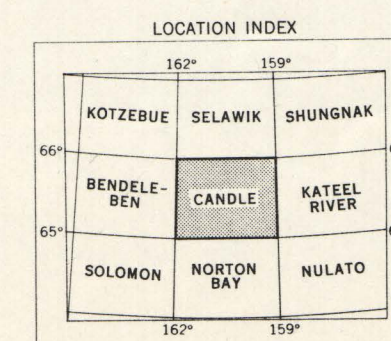 LOCATION INDEX
162° 159°
KOTZEBUE SELAWIK SHUNGNAK
66°
BENDELE-
BEN CANDLE KATEEL
RIVER
65°
SOLOMON NORTON
BAY NULATO
162° 159°